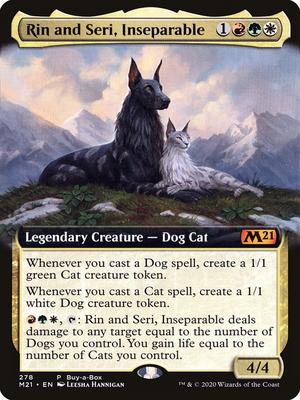 Rin and Seri, Inseparable 1
Legendary Creature — Dog Cat M21
Whenever you cast a Dog spell, create a 1/1
green Cat creature token.
Whenever you cast a Cat spell, create a 1/1
white Dog creature token.
, : Rin and Seri, Inseparable deals
damage to any target equal to the number of
Dogs you control. You gain life equal to the
number of Cats you control.
4/4
278 P Buy-a-Box
M21 • EN LEESHA HANNIGAN ™ & © 2020 Wizards of the Coast